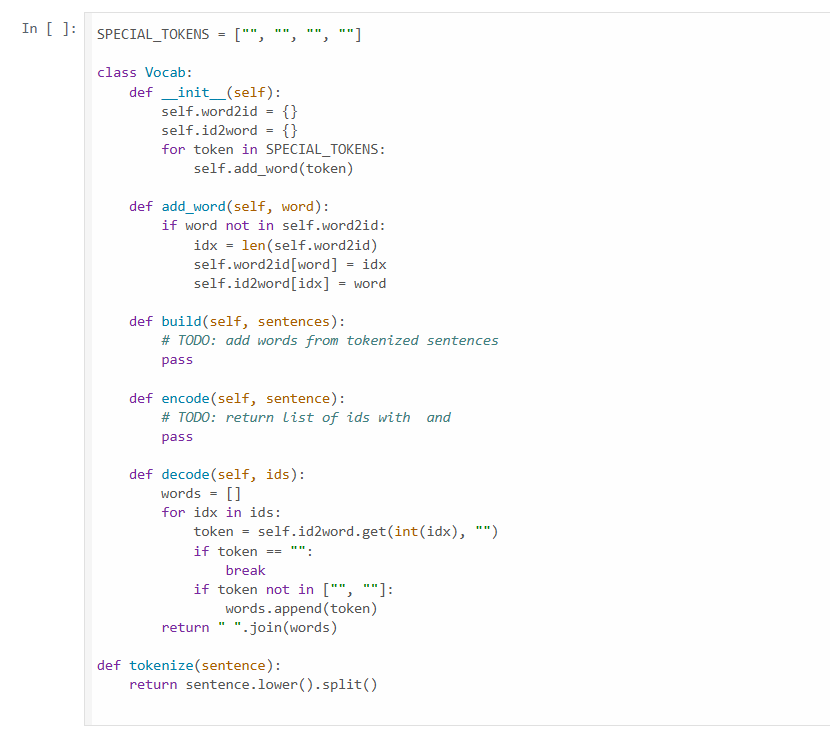 In [ ]:
SPECIAL_TOKENS = ["", "", "", ""]

class Vocab:
    def __init__(self):
        self.word2id = {}
        self.id2word = {}
        for token in SPECIAL_TOKENS:
            self.add_word(token)

    def add_word(self, word):
        if word not in self.word2id:
            idx = len(self.word2id)
            self.word2id[word] = idx
            self.id2word[idx] = word

    def build(self, sentences):
        # TODO: add words from tokenized sentences
        pass

    def encode(self, sentence):
        # TODO: return list of ids with  and
        pass

    def decode(self, ids):
        words = []
        for idx in ids:
            token = self.id2word.get(int(idx), "")
            if token == "":
                break
            if token not in ["", ""]:
                words.append(token)
        return " ".join(words)

def tokenize(sentence):
    return sentence.lower().split()